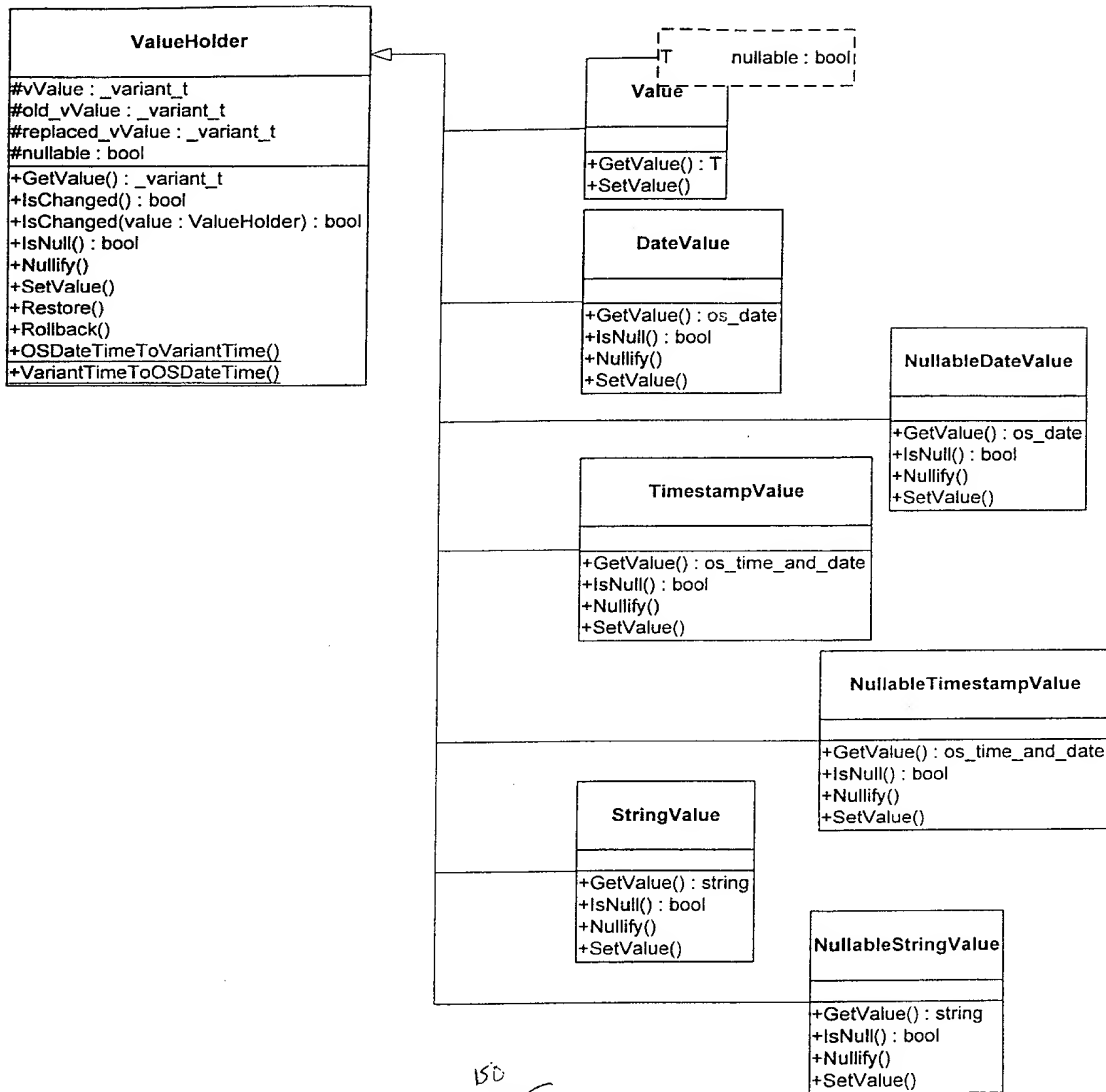 ValueHolder
#vValue : _variant_t
#old_vValue : _variant_t
#replaced_vValue : _variant_t
#nullable : bool
+GetValue() : _variant_t
+IsChanged() : bool
+IsChanged(value : ValueHolder) : bool
+IsNull() : bool
+Nullify()
+SetValue()
+Restore()
+Rollback()
+OSDateTimeToVariantTime()
+VariantTimeToOSDateTime()
T nullable : bool
Value
+GetValue() : T
+SetValue()
DateValue
+GetValue() : os_date
+IsNull() : bool
+Nullify()
+SetValue()
NullableDateValue
+GetValue() : os_date
+IsNull() : bool
+Nullify()
+SetValue()
TimestampValue
+GetValue() : os_time_and_date
+IsNull() : bool
+Nullify()
+SetValue()
NullableTimestampValue
+GetValue() : os_time_and_date
+IsNull() : bool
+Nullify()
+SetValue()
StringValue
+GetValue() : string
+IsNull() : bool
+Nullify()
+SetValue()
NullableStringValue
+GetValue() : string
+IsNull() : bool
+Nullify()
+SetValue()
150